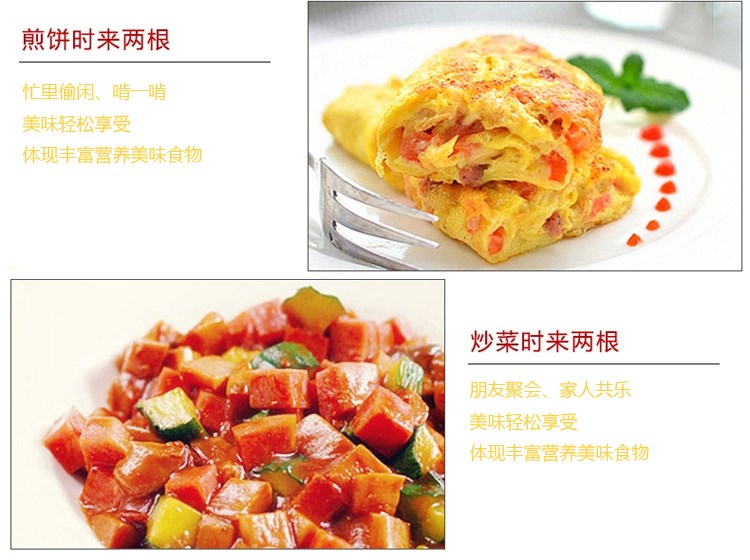 煎饼时来两根
忙里偷闲、啃一啃
美味轻松享受
体现丰富营养美味食物
炒菜时来两根
朋友聚会、家人共乐
美味轻松享受
体现丰富营养美味食物